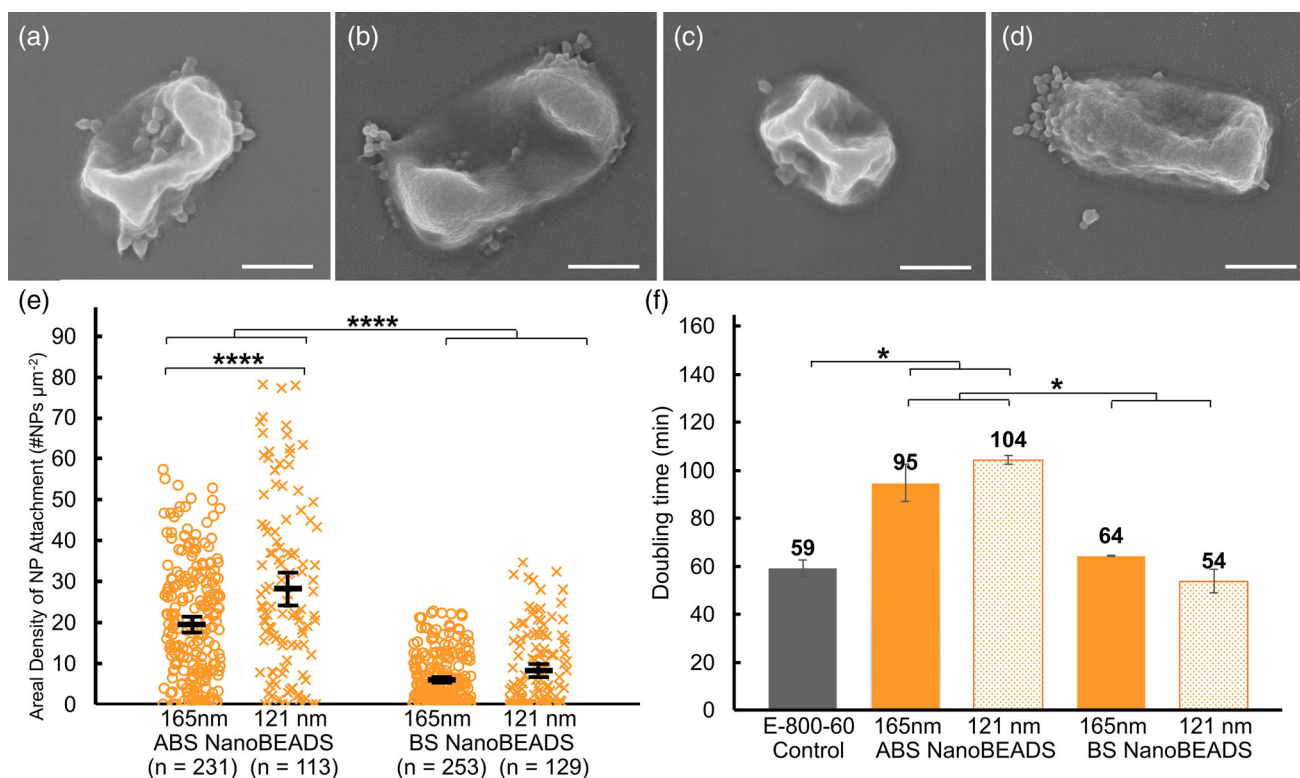 (a)
(b)
(c)
(d)
(e)
Areal Density of NP Attachment (#NPs µm⁻²)
90
80
70
60
50
40
30
20
10
0
****
****
165nm 121 nm 165nm 121 nm
ABS NanoBEADS BS NanoBEADS
(n = 231) (n = 113) (n = 253) (n = 129)
(f)
Doubling time (min)
160
140
120
100
80
60
40
20
0
*
*
59
95
104
64
54
E-800-60 165nm 121 nm 165nm 121 nm
Control ABS NanoBEADS BS NanoBEADS